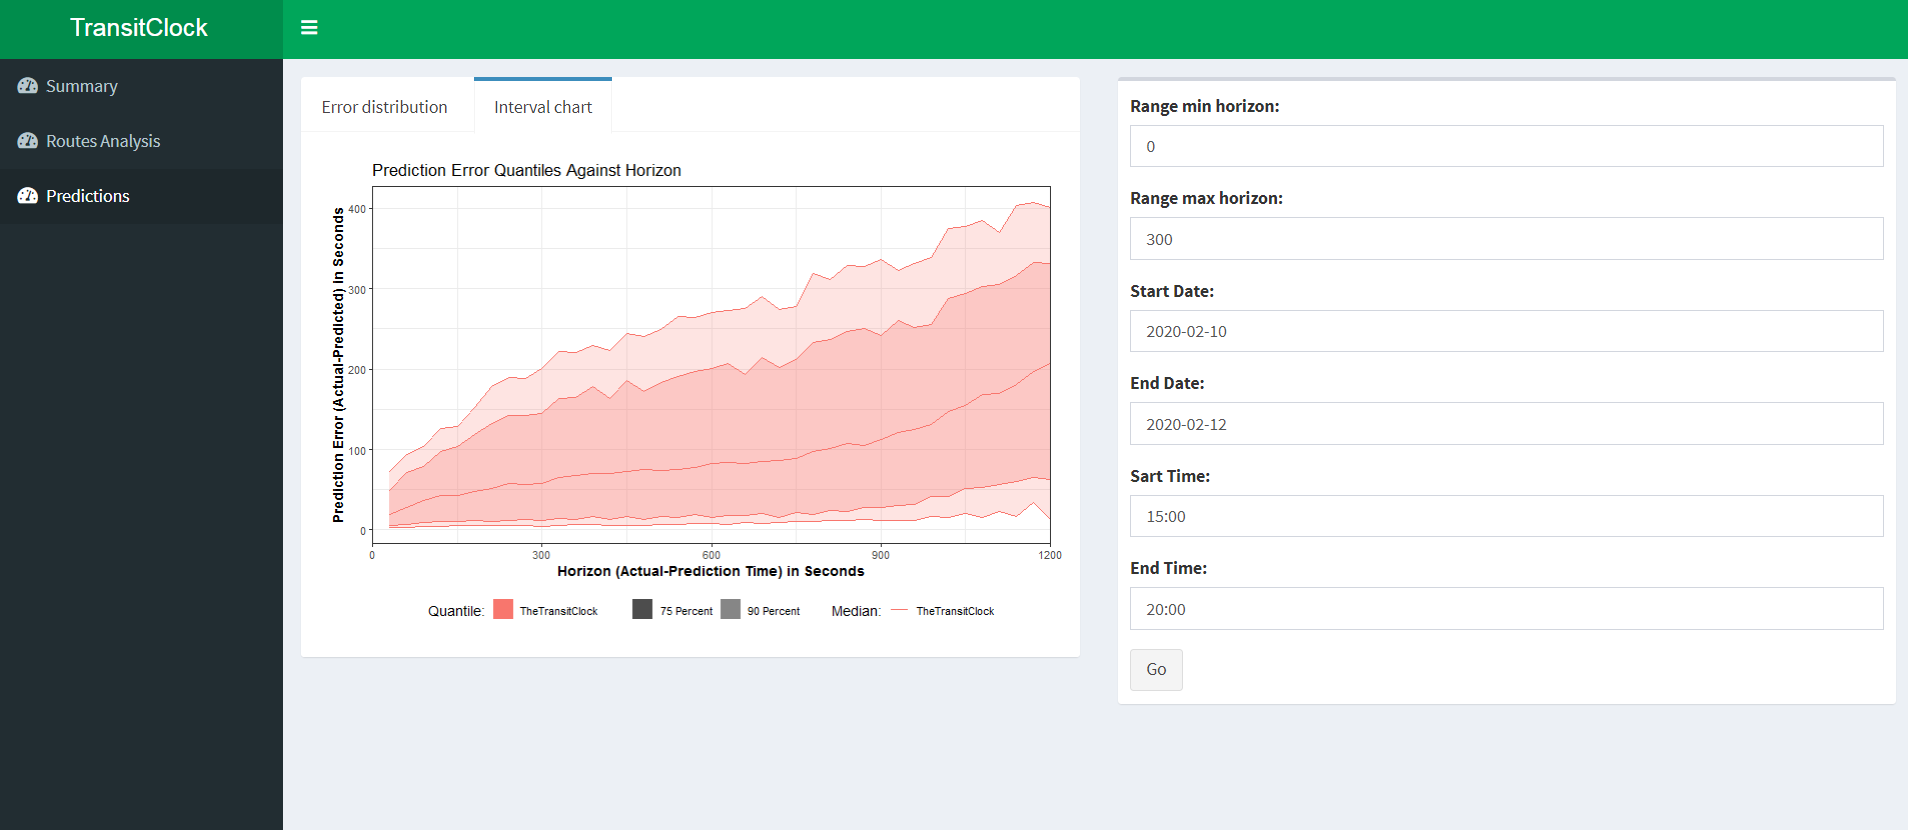 TransitClock
Summary
Routes Analysis
Predictions
Error distribution
Interval chart
Prediction Error Quantiles Against Horizon
Prediction Error (Actual-Predicted) In Seconds
400
300
200
100
0
0
300
600
900
1200
Horizon (Actual-Prediction Time) in Seconds
Quantile:
TheTransitClock
75 Percent
90 Percent
Median:
TheTransitClock
Range min horizon:
0
Range max horizon:
300
Start Date:
2020-02-10
End Date:
2020-02-12
Sart Time:
15:00
End Time:
20:00
Go